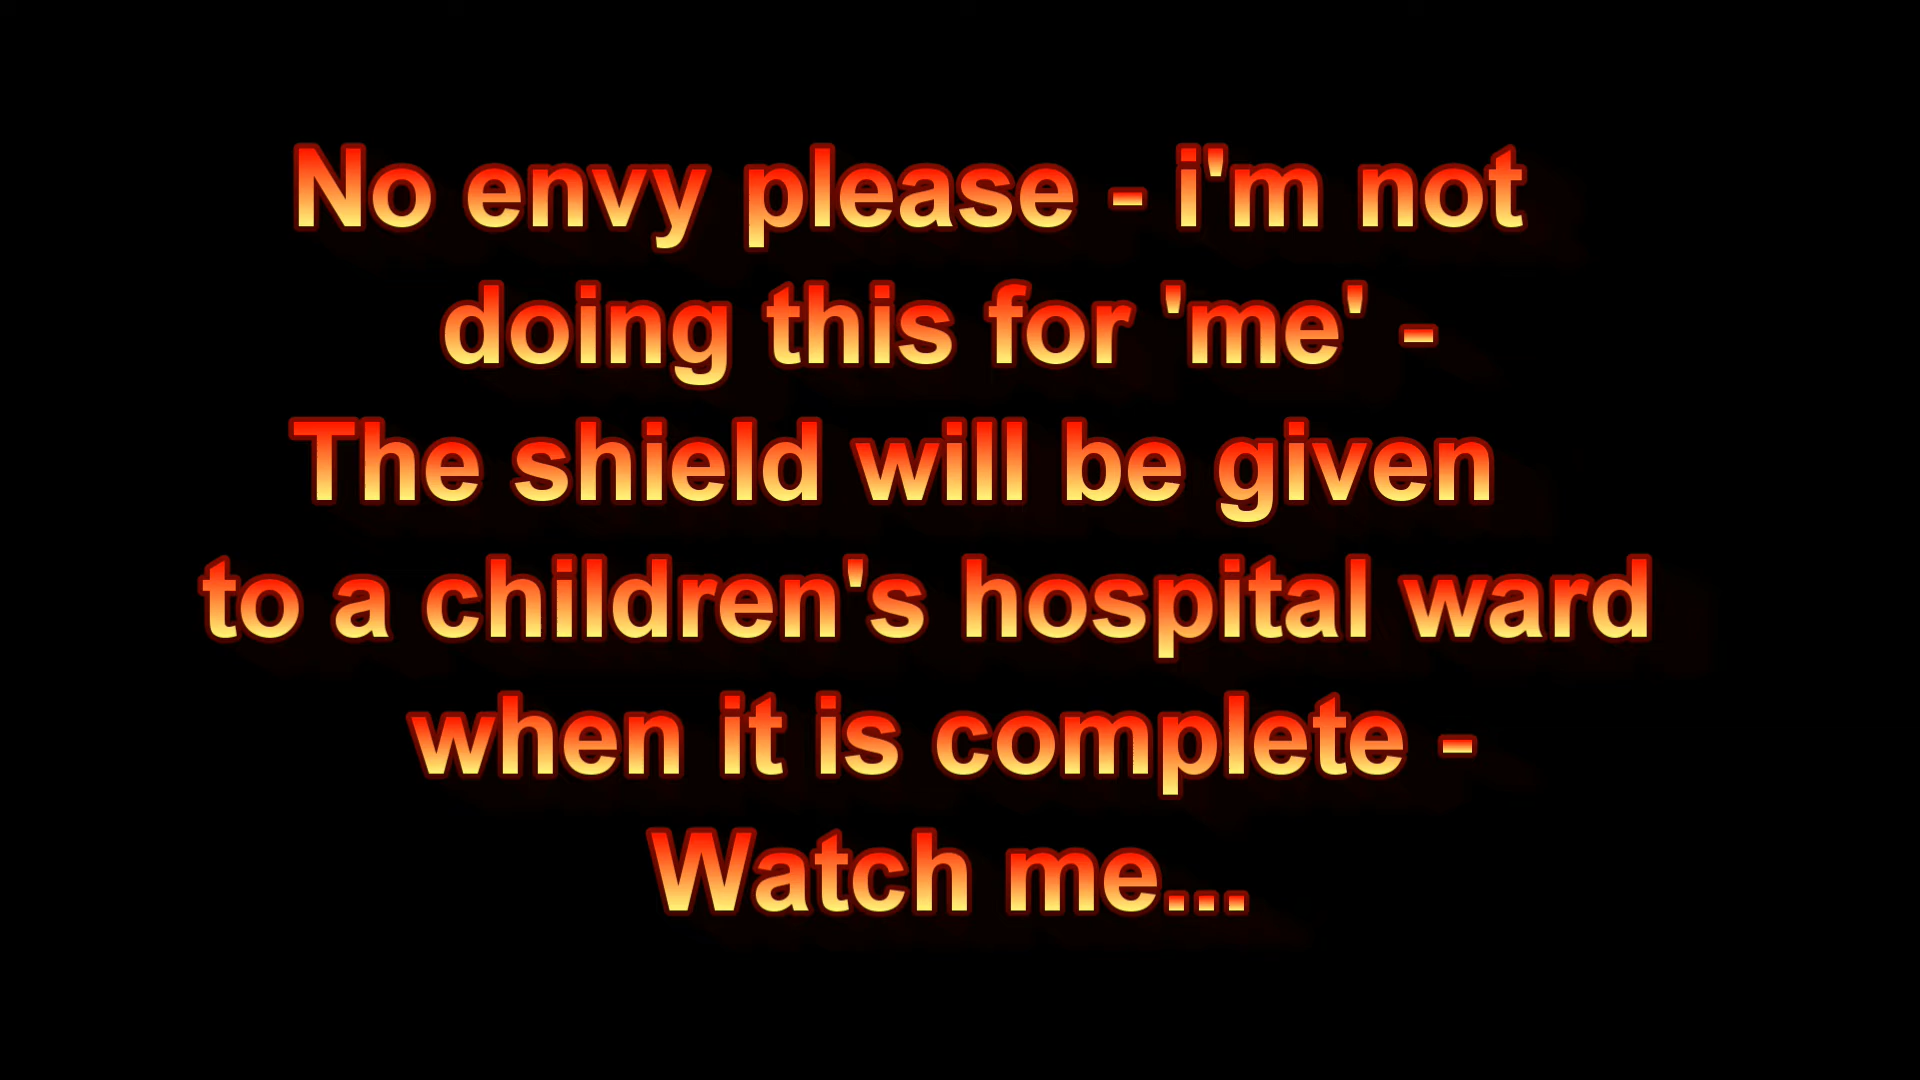 No envy please - i'm not
doing this for 'me' -
The shield will be given
to a children's hospital ward
when it is complete -
Watch me...